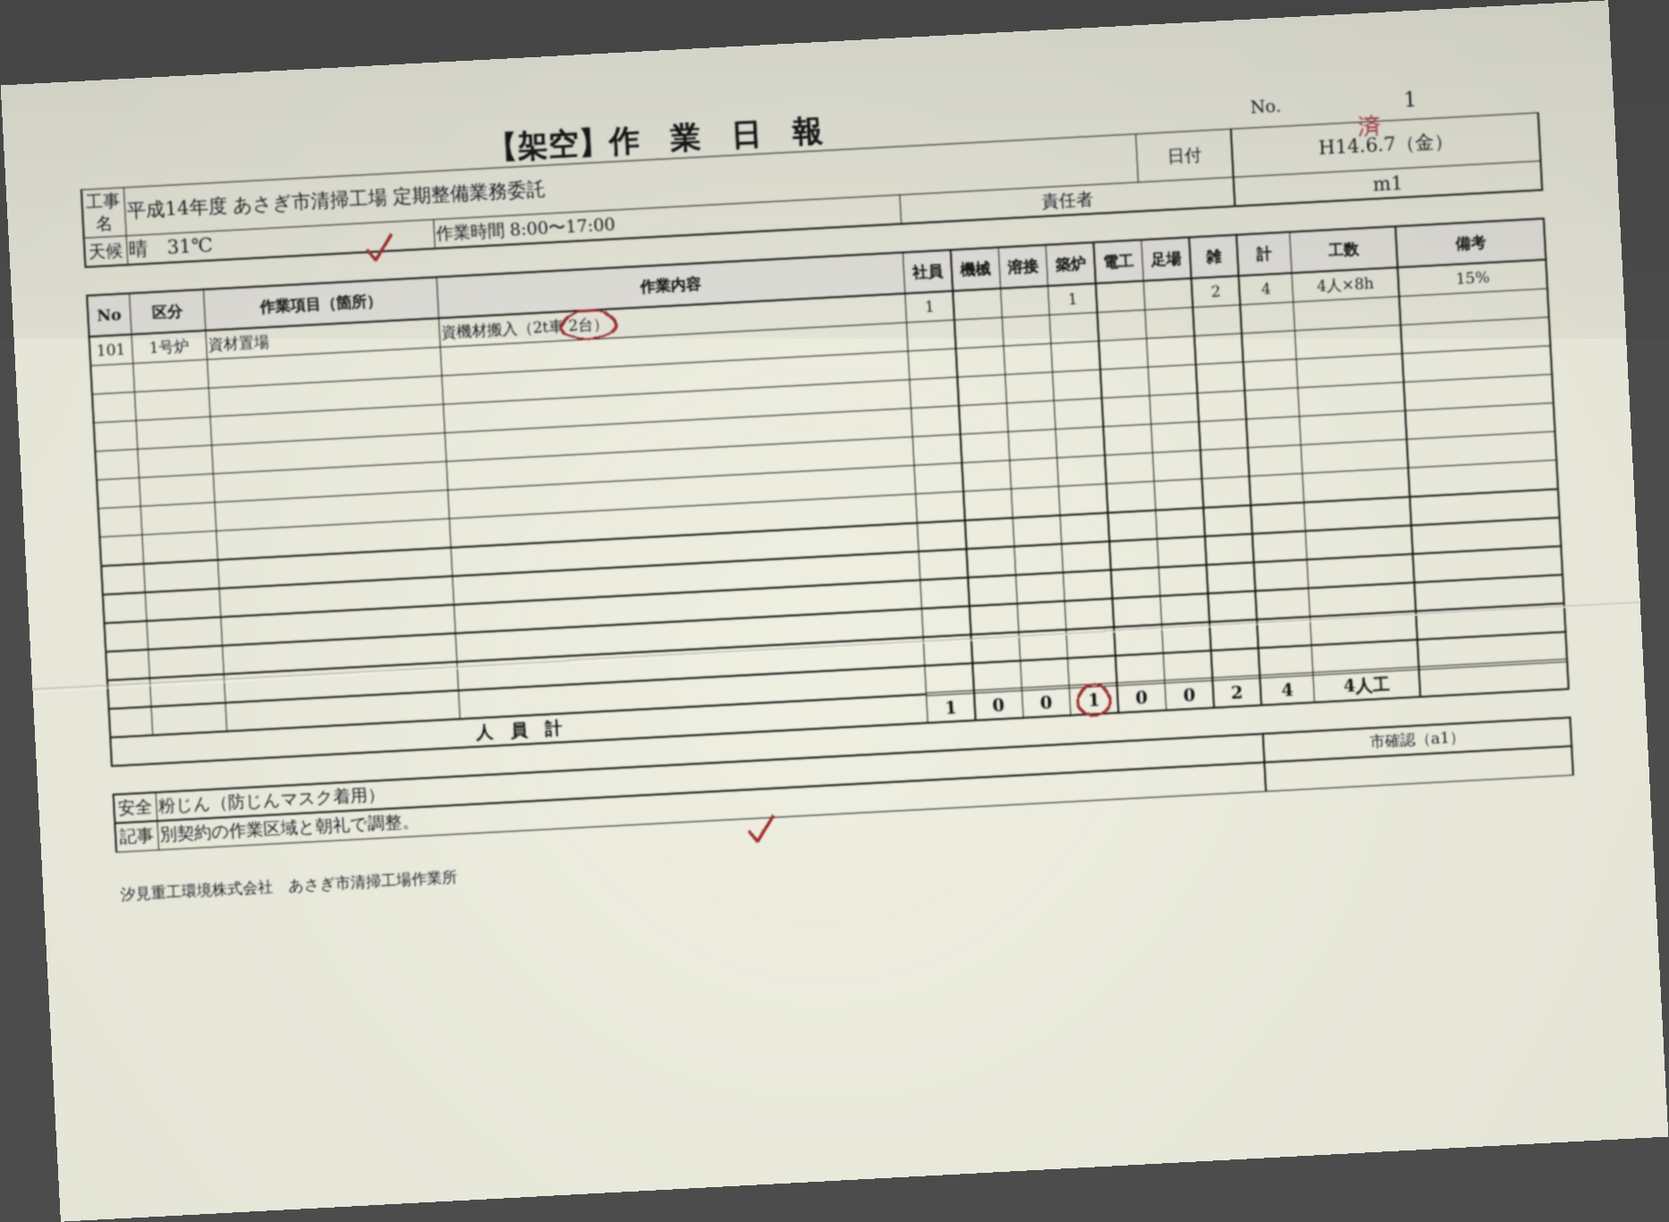 No. 1
【架空】作 業 日 報
済
工事名 平成14年度 あさぎ市清掃工場 定期整備業務委託 日付 H14.6.7（金）
天候 晴 31℃ 作業時間 8:00〜17:00 責任者 m1
No 区分 作業項目（箇所） 作業内容 社員 機械 溶接 築炉 電工 足場 雑 計 工数 備考
101 1号炉 資材置場 資機材搬入（2t車 2台） 1 1 2 4 4人×8h 15%
人 員 計 1 0 0 1 0 0 2 4 4人工
安全 粉じん（防じんマスク着用） 市確認（a1）
記事 別契約の作業区域と朝礼で調整。
汐見重工環境株式会社 あさぎ市清掃工場作業所